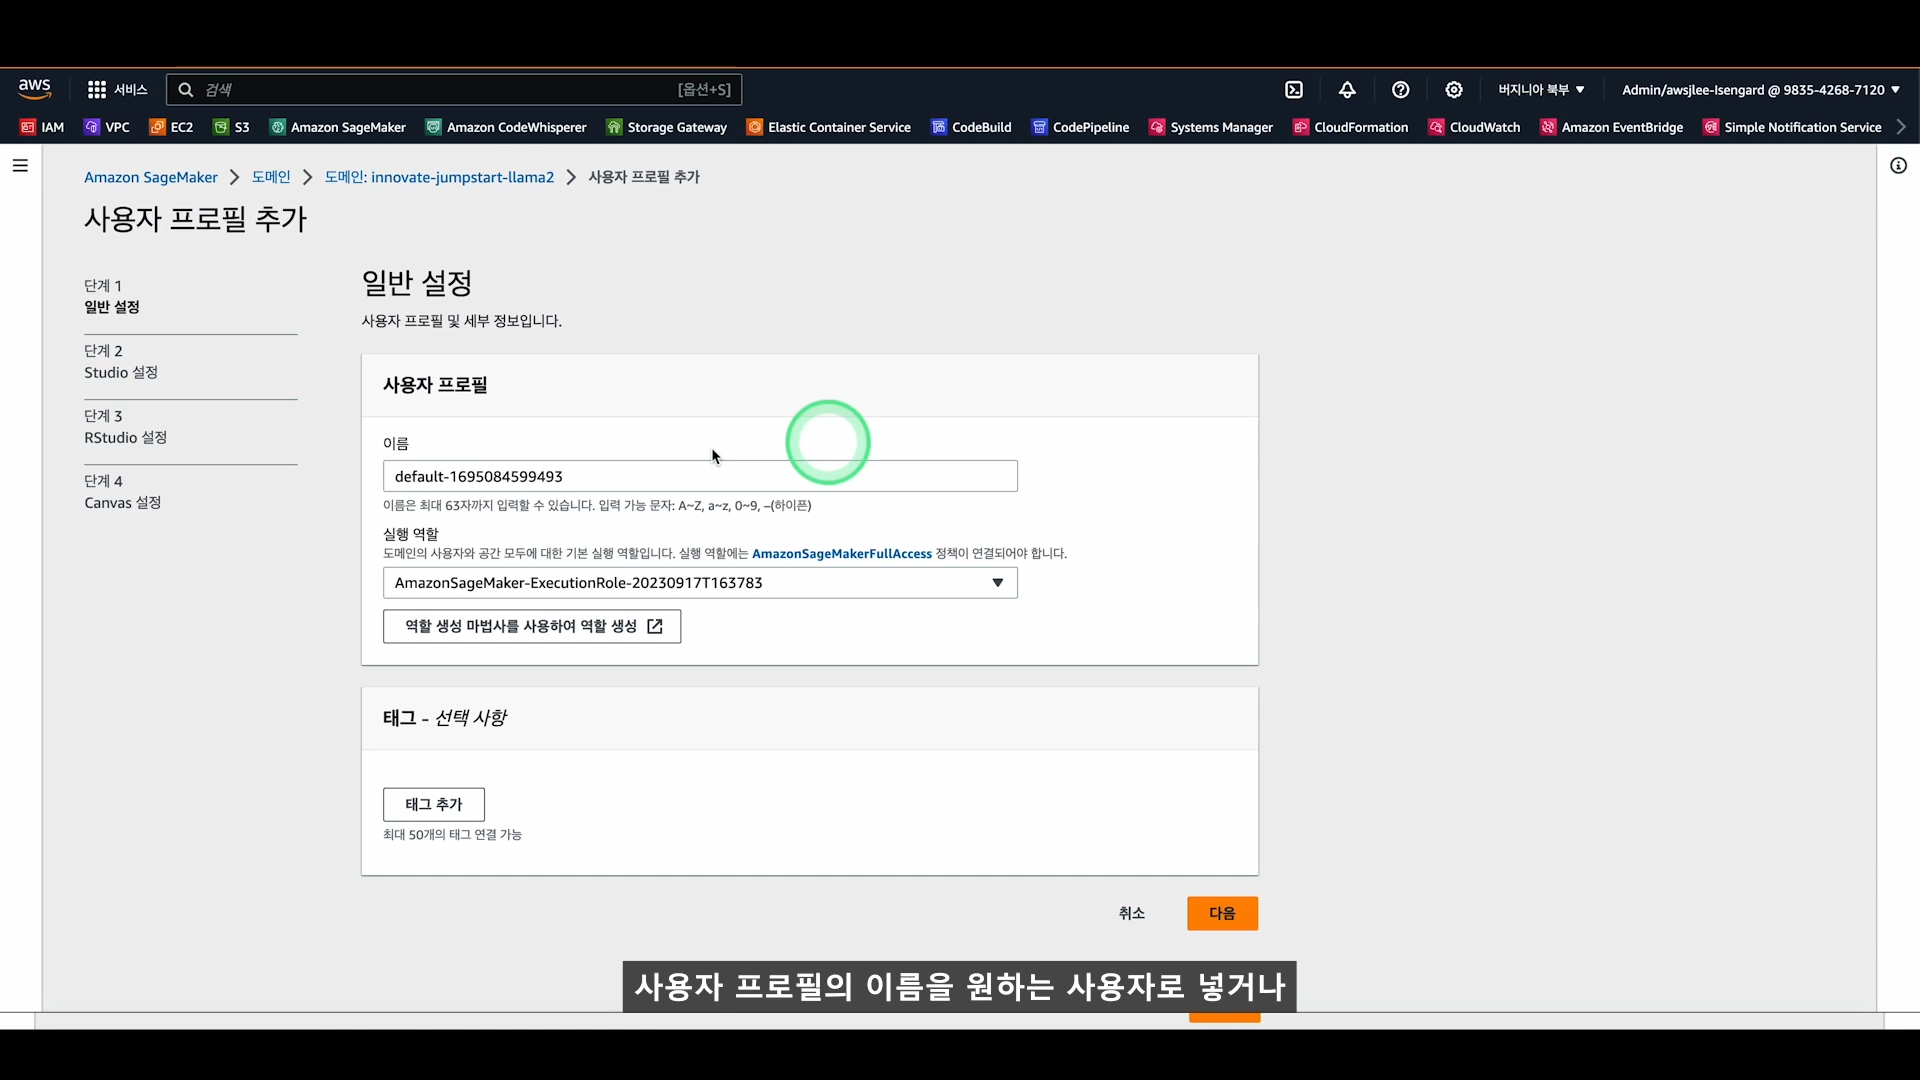 aws
서비스
검색
[옵션+S]
버지니아 북부
Admin/awsjlee-Isengard @ 9835-4268-7120
IAM
VPC
EC2
S3
Amazon SageMaker
Amazon CodeWhisperer
Storage Gateway
Elastic Container Service
CodeBuild
CodePipeline
Systems Manager
CloudFormation
CloudWatch
Amazon EventBridge
Simple Notification Service
Amazon SageMaker
도메인
도메인: innovate-jumpstart-llama2
사용자 프로필 추가
사용자 프로필 추가
단계 1
일반 설정
단계 2
Studio 설정
단계 3
RStudio 설정
단계 4
Canvas 설정
일반 설정
사용자 프로필 및 세부 정보입니다.
사용자 프로필
이름
default-1695084599493
이름은 최대 63자까지 입력할 수 있습니다. 입력 가능 문자: A~Z, a~z, 0~9, –(하이픈)
실행 역할
도메인의 사용자와 공간 모두에 대한 기본 실행 역할입니다. 실행 역할에는 AmazonSageMakerFullAccess 정책이 연결되어야 합니다.
AmazonSageMaker-ExecutionRole-20230917T163783
역할 생성 마법사를 사용하여 역할 생성
태그 - 선택 사항
태그 추가
최대 50개의 태그 연결 가능
취소
다음
사용자 프로필의 이름을 원하는 사용자로 넣거나